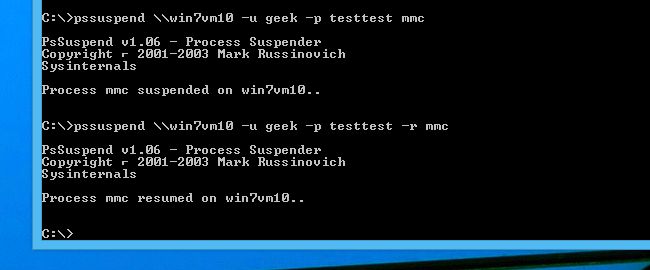 C:\>pssuspend \\win7vm10 -u geek -p testtest mmc
PsSuspend v1.06 - Process Suspender
Copyright r 2001-2003 Mark Russinovich
Sysinternals
Process mmc suspended on win7vm10..
C:\>pssuspend \\win7vm10 -u geek -p testtest -r mmc
PsSuspend v1.06 - Process Suspender
Copyright r 2001-2003 Mark Russinovich
Sysinternals
Process mmc resumed on win7vm10..
C:\>